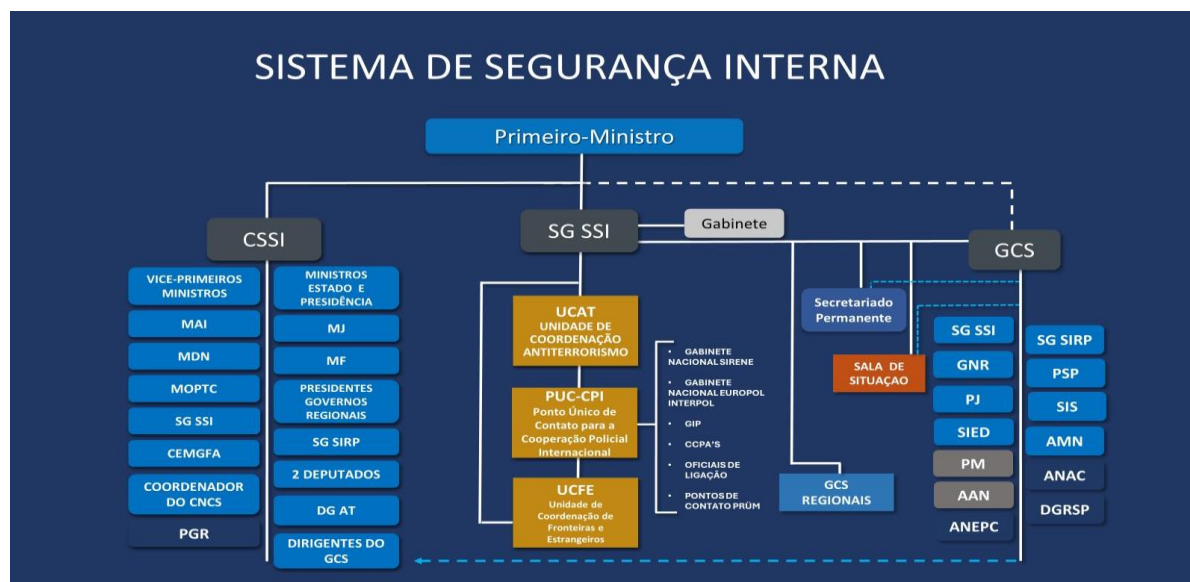 SISTEMA DE SEGURANÇA INTERNA
Primeiro-Ministro
CSSI
VICE-PRIMEIROS
MINISTROS
MAI
MDN
MOPTC
SG SSI
CEMGFA
COORDENADOR
DO CNCS
PGR
MINISTROS
ESTADO E
PRESIDÊNCIA
MJ
MF
PRESIDENTES
GOVERNOS
REGIONAIS
SG SIRP
2 DEPUTADOS
DG AT
DIRIGENTES DO
GCS
SG SSI
Gabinete
UCAT
UNIDADE DE
COORDENAÇÃO
ANTITERRORISMO
PUC-CPI
Ponto Único de
Contato para a
Cooperação Policial
Internacional
UCFE
Unidade de
Coordenação de
Fronteiras e
Estrangeiros
• GABINETE
NACIONAL SIRENE
• GABINETE
NACIONAL EUROPOL
INTERPOL
• GIP
• CCPA'S
• OFICIAIS DE
LIGAÇÃO
• PONTOS DE
CONTATO PRÜM
Secretariado
Permanente
SALA DE
SITUAÇAO
GCS
REGIONAIS
GCS
SG SSI
GNR
PJ
SIED
PM
AAN
ANEPC
SG SIRP
PSP
SIS
AMN
ANAC
DGRSP